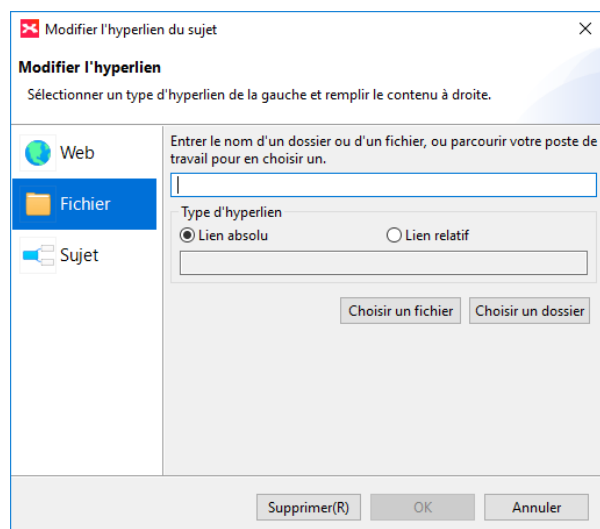 Modifier l'hyperlien du sujet
Modifier l'hyperlien
Sélectionner un type d'hyperlien de la gauche et remplir le contenu à droite.
Web
Fichier
Sujet
Entrer le nom d'un dossier ou d'un fichier, ou parcourir votre poste de
travail pour en choisir un.
Type d'hyperlien
Lien absolu Lien relatif
Choisir un fichier Choisir un dossier
Supprimer(R) OK Annuler